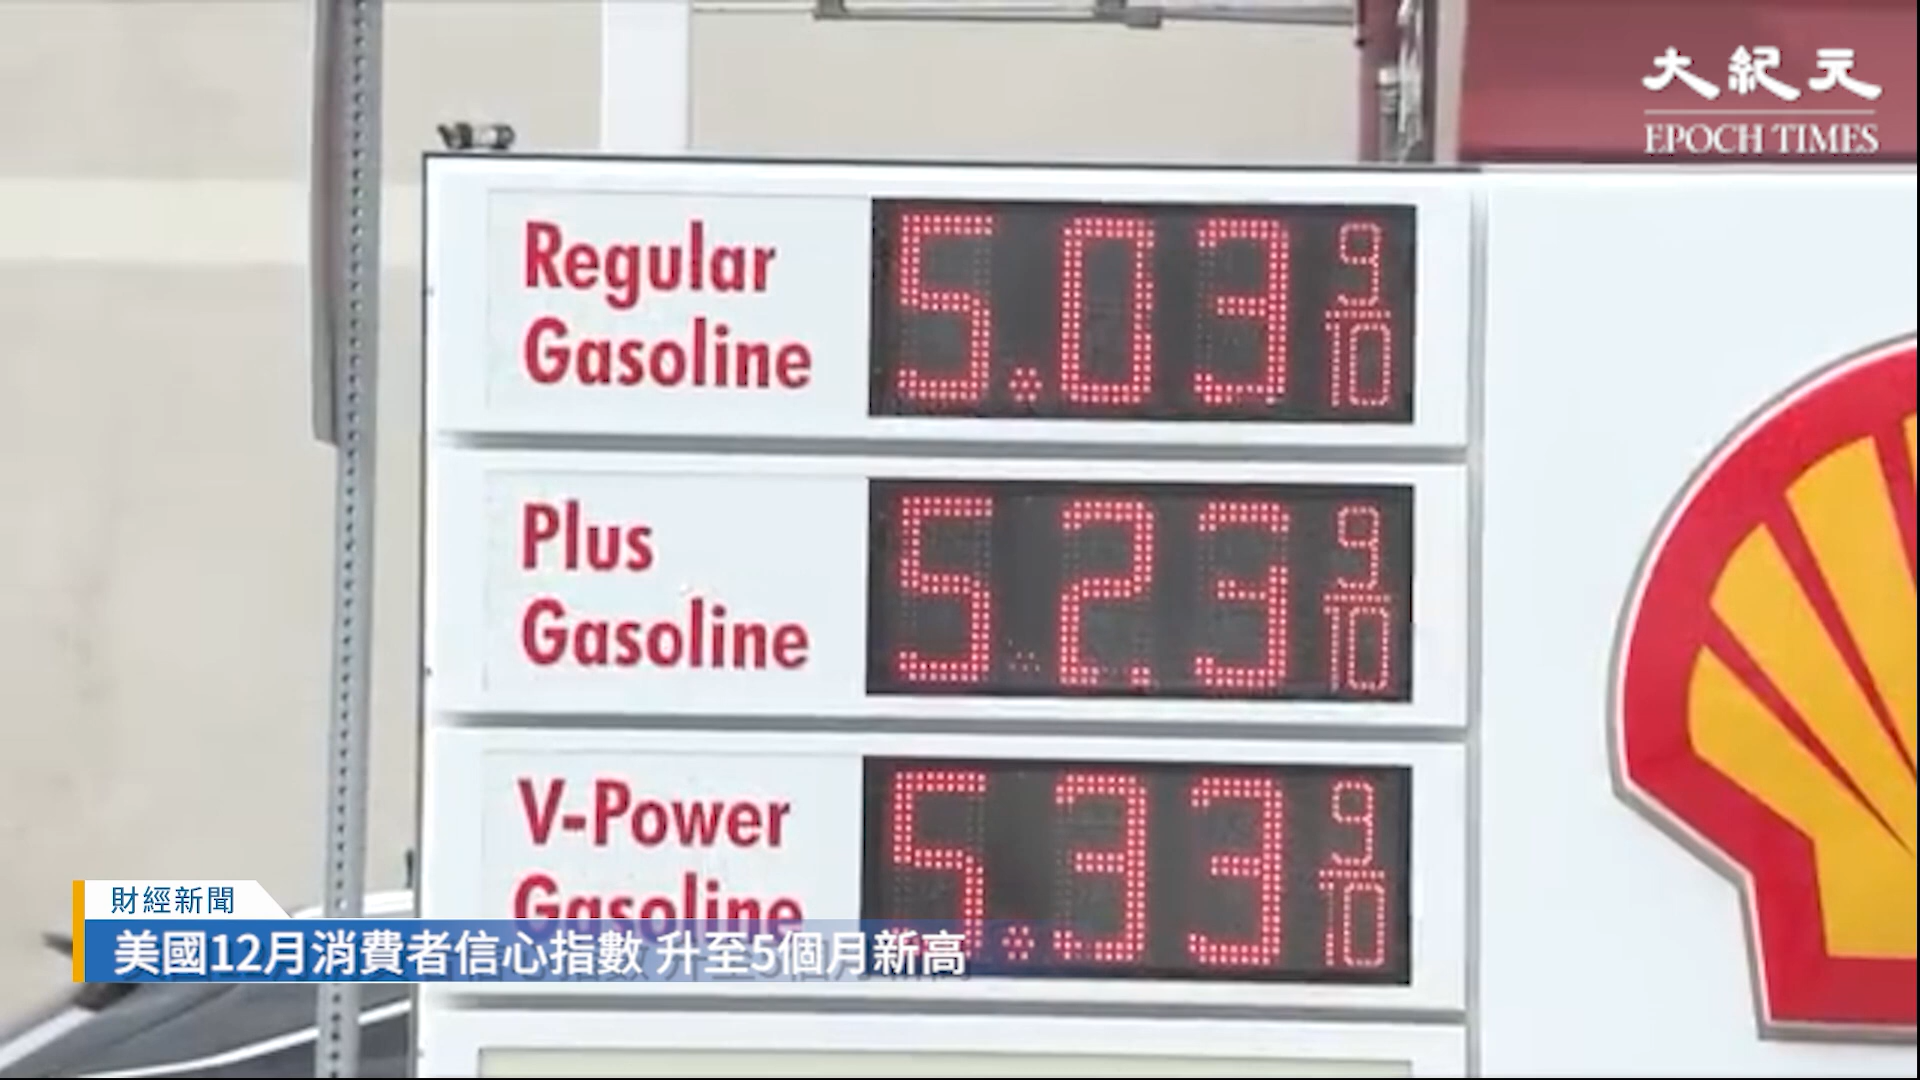 大紀元
EPOCH TIMES
Regular
Gasoline
5.03 9/10
Plus
Gasoline
5.23 9/10
V-Power
Gasoline
5.33 9/10
財經新聞
美國12月消費者信心指數 升至5個月新高